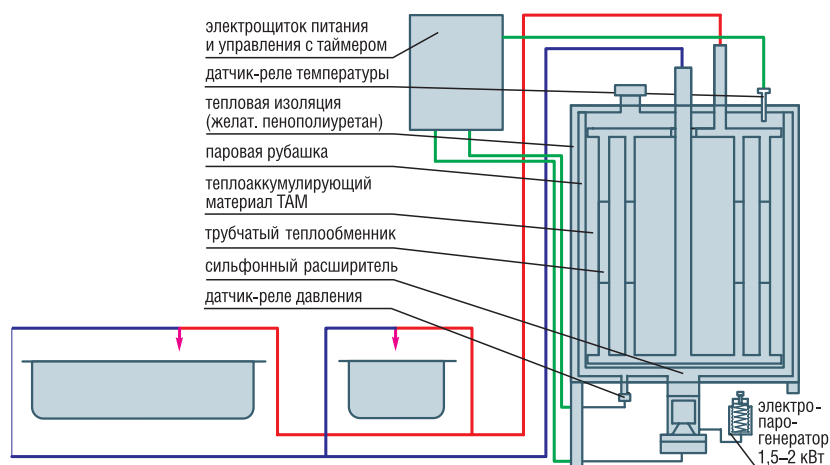 электрощиток питания
и управления с таймером
датчик-реле температуры
тепловая изоляция
(желат. пенополиуретан)
паровая рубашка
теплоаккумулирующий
материал ТАМ
трубчатый теплообменник
сильфонный расширитель
датчик-реле давления
электро-
паро-
генератор
1,5–2 кВт